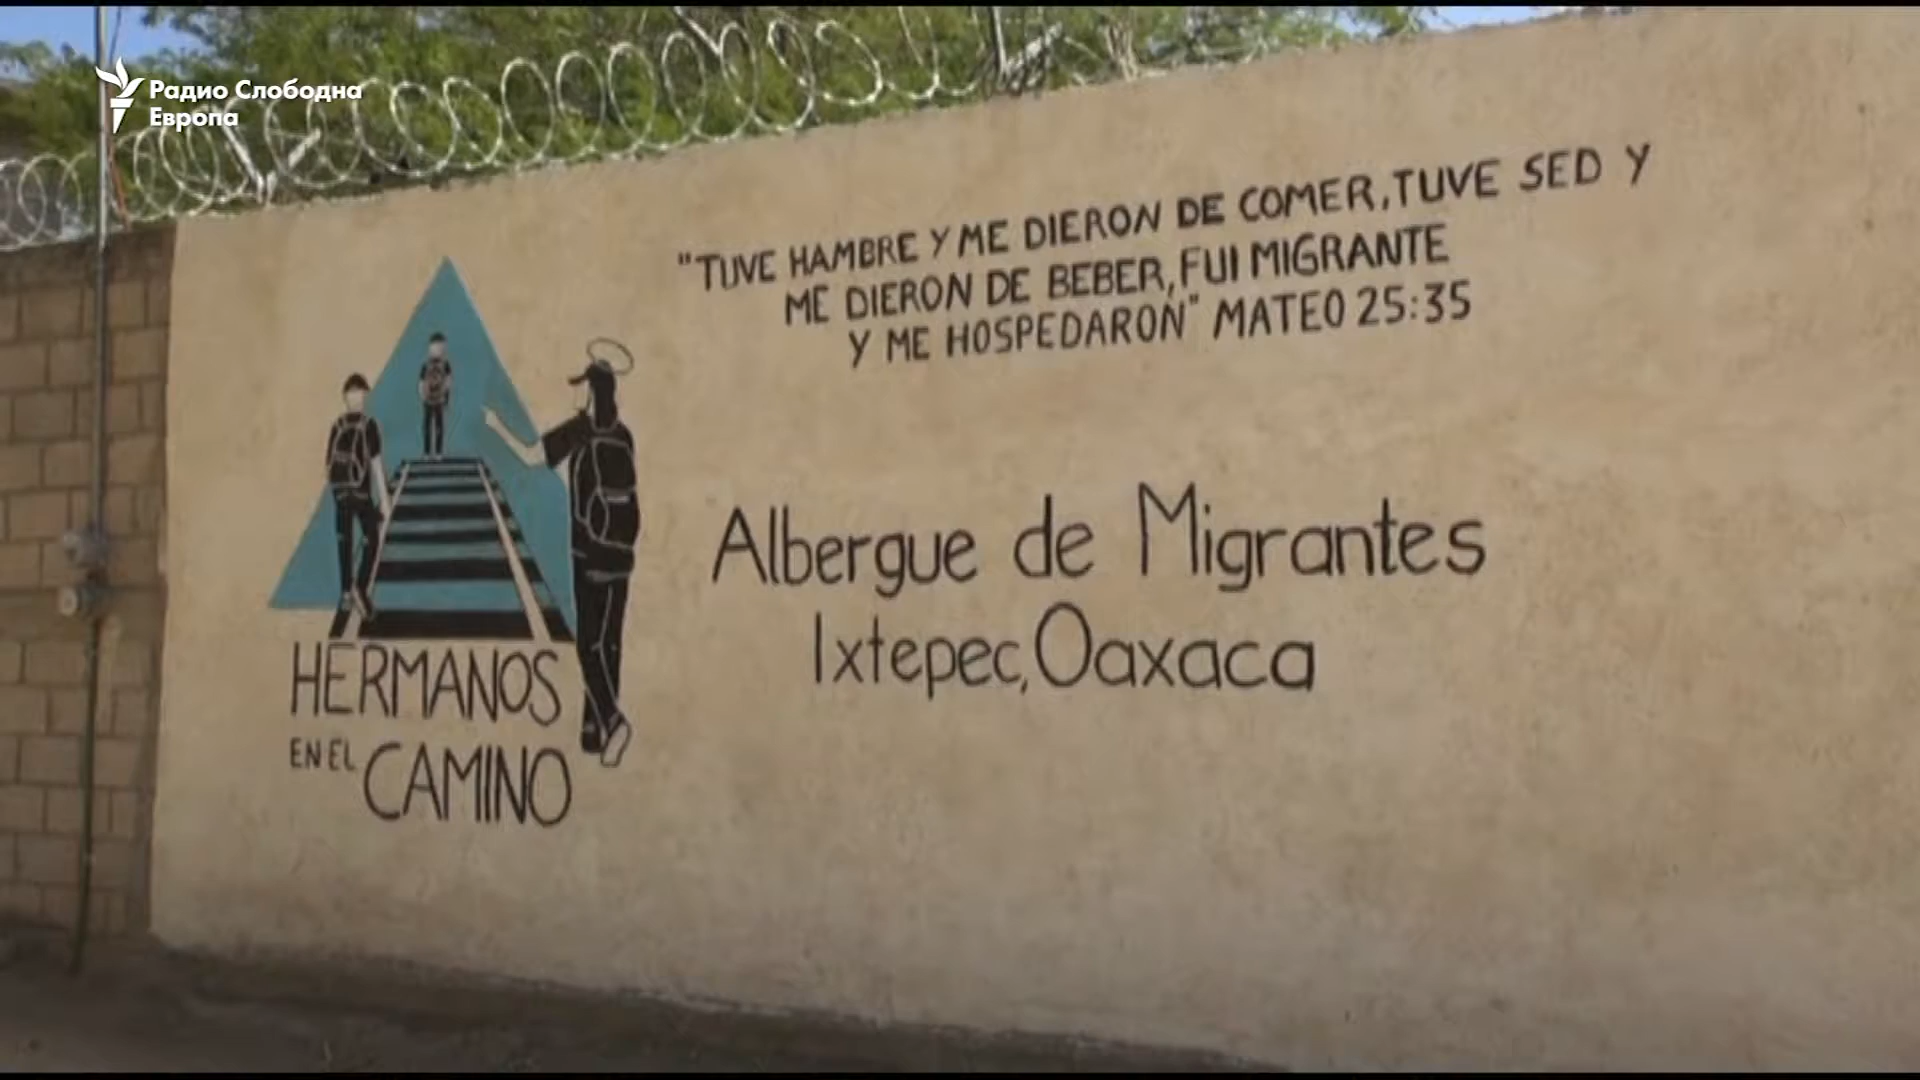 Радио Слободна
Европа
"TUVE HAMBRE Y ME DIERON DE COMER, TUVE SED Y
ME DIERON DE BEBER, FUI MIGRANTE
Y ME HOSPEDARON" MATEO 25:35
Albergue de Migrantes
Ixtepec, Oaxaca
HERMANOS
EN EL CAMINO